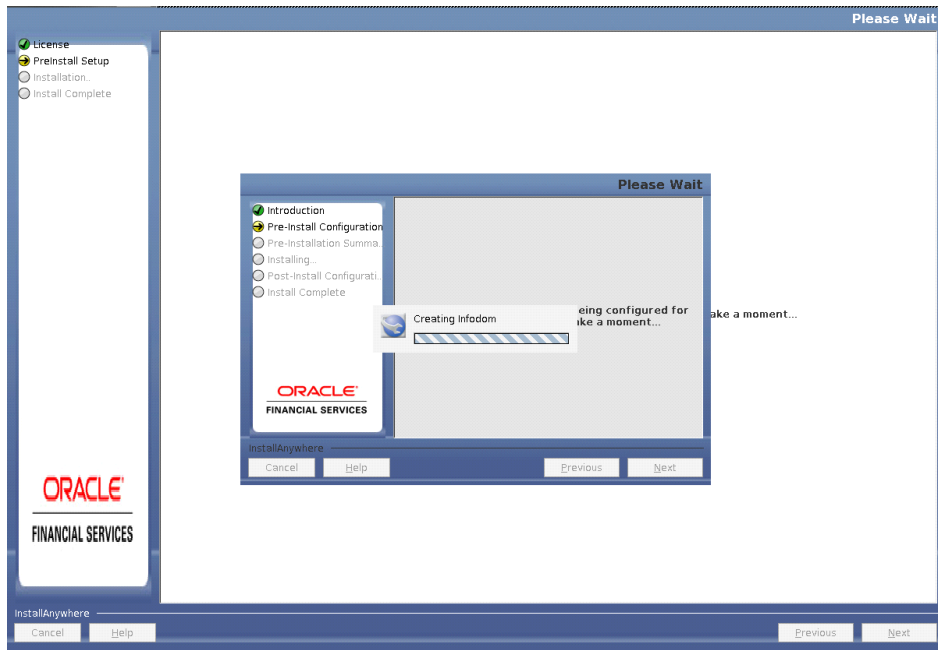 Please Wait
License
PreInstall Setup
Installation..
Install Complete
Please Wait
Introduction
Pre-Install Configuration
Pre-Installation Summa..
Installing...
Post-Install Configurati..
Install Complete
eing configured for
ake a moment...
ake a moment...
Creating Infodom
ORACLE
FINANCIAL SERVICES
InstallAnywhere
Cancel
Help
Previous
Next
ORACLE
FINANCIAL SERVICES
InstallAnywhere
Cancel
Help
Previous
Next